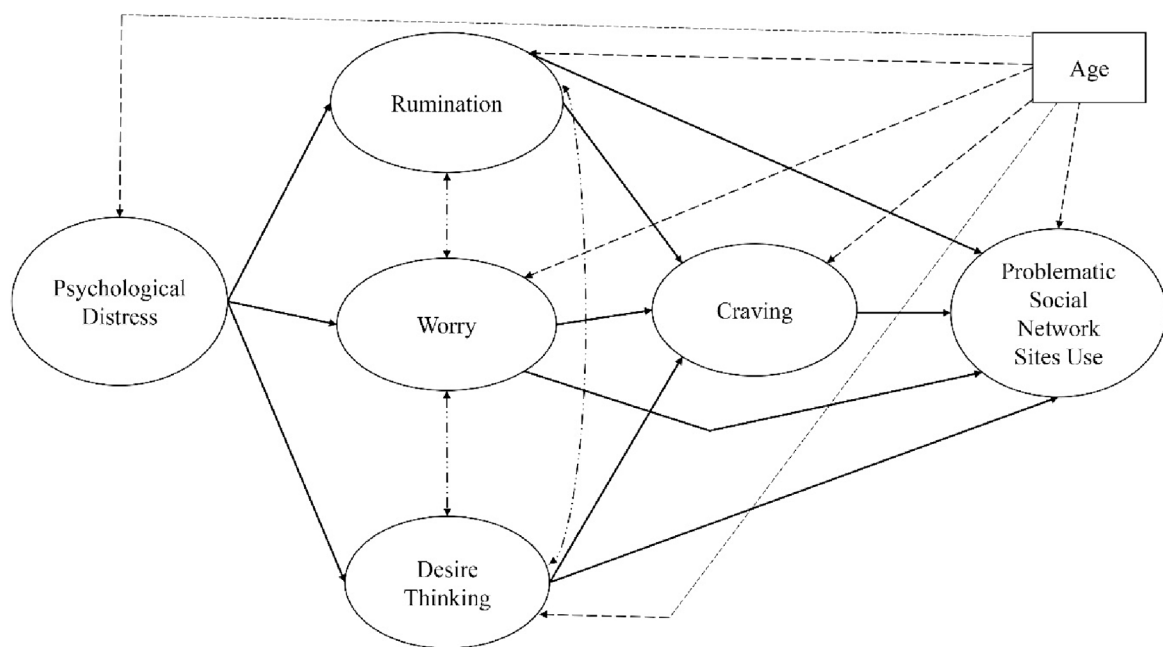 Age
Rumination
Psychological
Distress
Worry
Craving
Problematic
Social
Network
Sites Use
Desire
Thinking